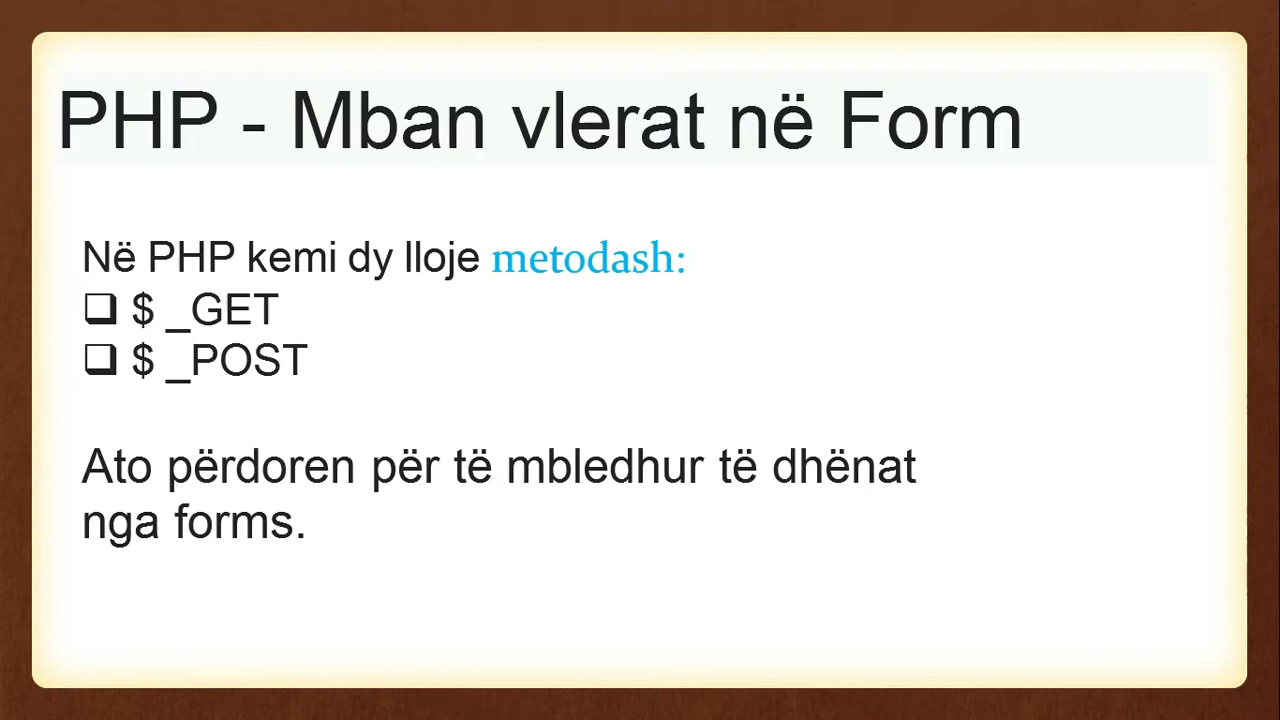 PHP - Mban vlerat në Form
Në PHP kemi dy lloje metodash:
❑ $ _GET
❑ $ _POST
Ato përdoren për të mbledhur të dhënat
nga forms.